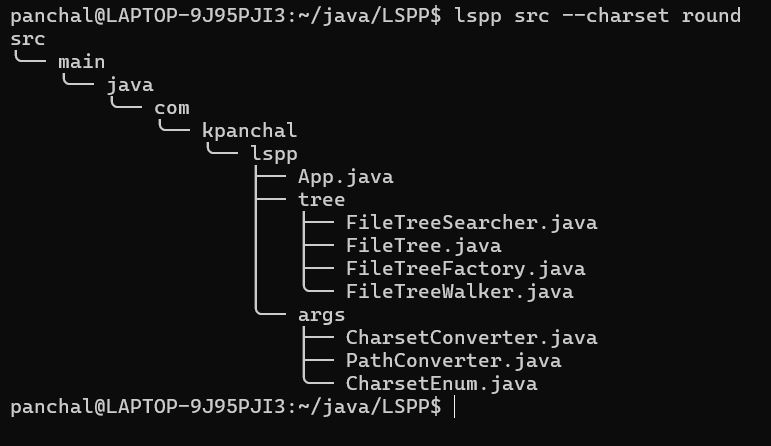 panchal@LAPTOP-9J95PJI3:~/java/LSPP$ lspp src --charset round
src
╰── main
    ╰── java
        ╰── com
            ╰── kpanchal
                ╰── lspp
                    ├── App.java
                    ├── tree
                    │   ├── FileTreeSearcher.java
                    │   ├── FileTree.java
                    │   ├── FileTreeFactory.java
                    │   ╰── FileTreeWalker.java
                    ╰── args
                        ├── CharsetConverter.java
                        ├── PathConverter.java
                        ╰── CharsetEnum.java
panchal@LAPTOP-9J95PJI3:~/java/LSPP$